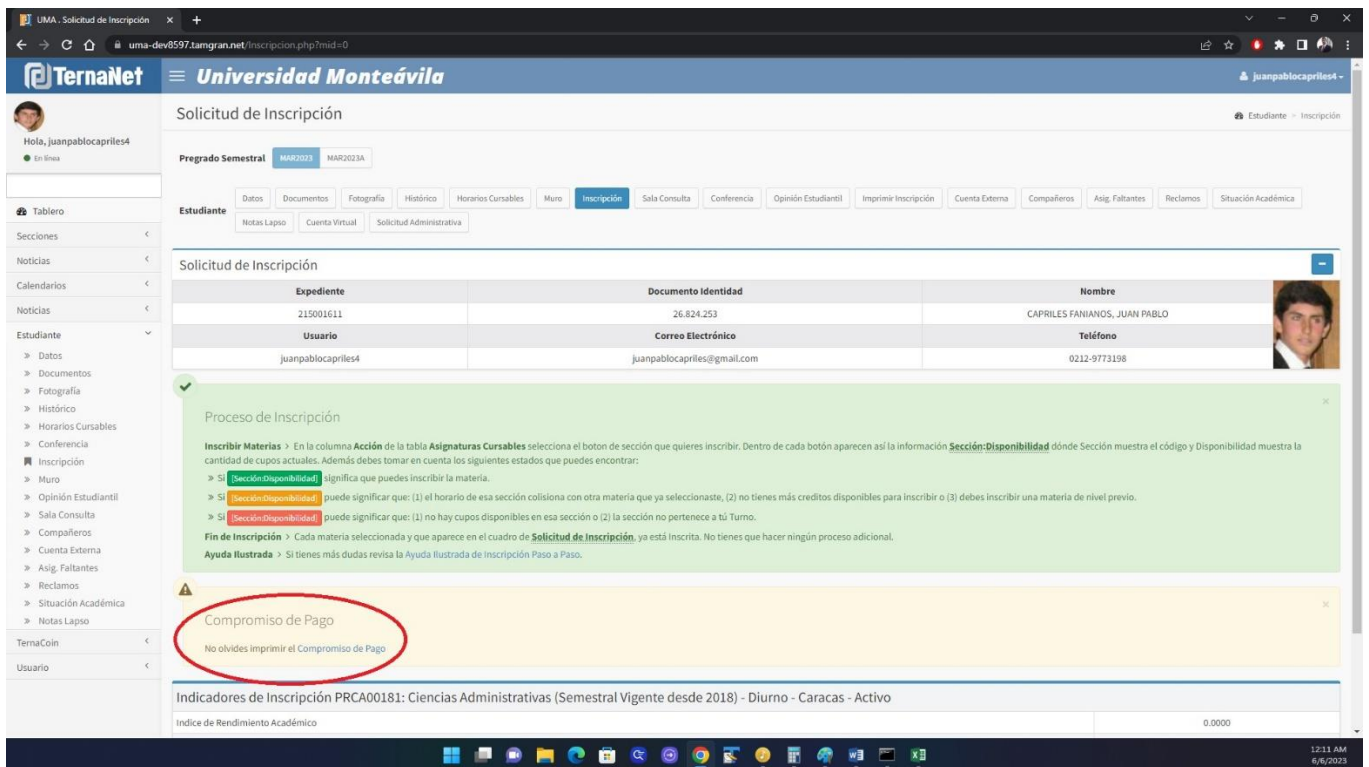 UMA . Solicitud de Inscripción
uma-dev8597.tamgran.net/Inscripcion.php?mid=0
TernaNet
Universidad Monteávila
juanpablocapriles4
Hola, juanpablocapriles4
En línea
Tablero
Secciones
Noticias
Calendarios
Noticias
Estudiante
Datos
Documentos
Fotografía
Histórico
Horarios Cursables
Conferencia
Inscripción
Muro
Opinión Estudiantil
Sala Consulta
Compañeros
Cuenta Externa
Asig. Faltantes
Reclamos
Situación Académica
Notas Lapso
TernaCoin
Usuario
Solicitud de Inscripción
Estudiante > Inscripción
Pregrado Semestral MAR2023 MAR2023A
Estudiante
Datos Documentos Fotografía Histórico Horarios Cursables Muro Inscripción Sala Consulta Conferencia Opinión Estudiantil Imprimir Inscripción Cuenta Externa Compañeros Asig. Faltantes Reclamos Situación Académica
Notas Lapso Cuenta Virtual Solicitud Administrativa
Solicitud de Inscripción
Expediente Documento Identidad Nombre
215001611 26.824.253 CAPRILES FANIANOS, JUAN PABLO
Usuario Correo Electrónico Teléfono
juanpablocapriles4 juanpablocapriles@gmail.com 0212-9773198
Proceso de Inscripción
Inscribir Materias > En la columna Acción de la tabla Asignaturas Cursables selecciona el boton de sección que quieres inscribir. Dentro de cada botón aparecen así la información Sección:Disponibilidad dónde Sección muestra el código y Disponibilidad muestra la
cantidad de cupos actuales. Además debes tomar en cuenta los siguientes estados que puedes encontrar:
» Si [Sección:Disponibilidad] significa que puedes inscribir la materia.
» Si [Sección:Disponibilidad] puede significar que: (1) el horario de esa sección colisiona con otra materia que ya seleccionaste, (2) no tienes más creditos disponibles para inscribir o (3) debes inscribir una materia de nivel previo.
» Si [Sección:Disponibilidad] puede significar que: (1) no hay cupos disponibles en esa sección o (2) la sección no pertenece a tú Turno.
Fin de Inscripción > Cada materia seleccionada y que aparece en el cuadro de Solicitud de Inscripción, ya está Inscrita. No tienes que hacer ningún proceso adicional.
Ayuda Ilustrada > Si tienes más dudas revisa la Ayuda Ilustrada de Inscripción Paso a Paso.
Compromiso de Pago
No olvides imprimir el Compromiso de Pago
Indicadores de Inscripción PRCA00181: Ciencias Administrativas (Semestral Vigente desde 2018) - Diurno - Caracas - Activo
Indice de Rendimiento Académico 0.0000
12:11 AM
6/6/2023